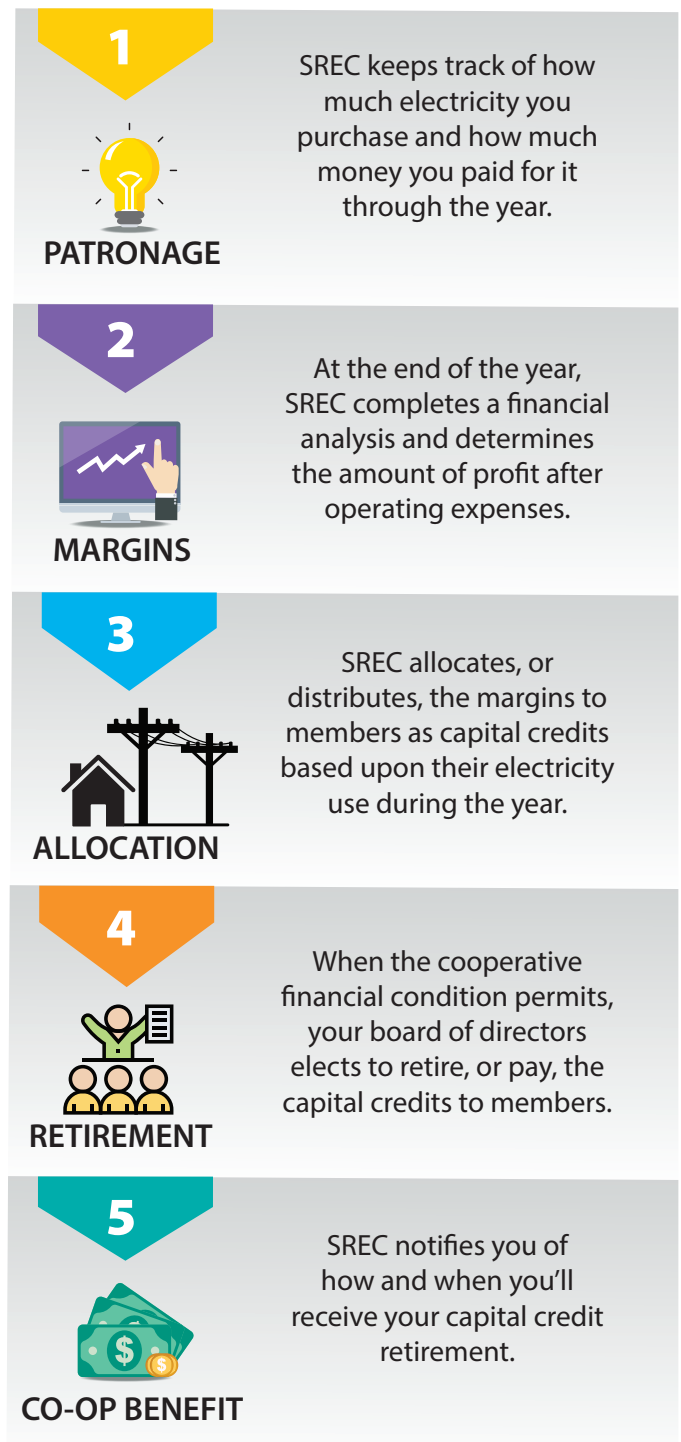 1
PATRONAGE
SREC keeps track of how
much electricity you
purchase and how much
money you paid for it
through the year.
2
MARGINS
At the end of the year,
SREC completes a financial
analysis and determines
the amount of profit after
operating expenses.
3
ALLOCATION
SREC allocates, or
distributes, the margins to
members as capital credits
based upon their electricity
use during the year.
4
RETIREMENT
When the cooperative
financial condition permits,
your board of directors
elects to retire, or pay, the
capital credits to members.
5
$
$
CO-OP BENEFIT
SREC notifies you of
how and when you’ll
receive your capital credit
retirement.